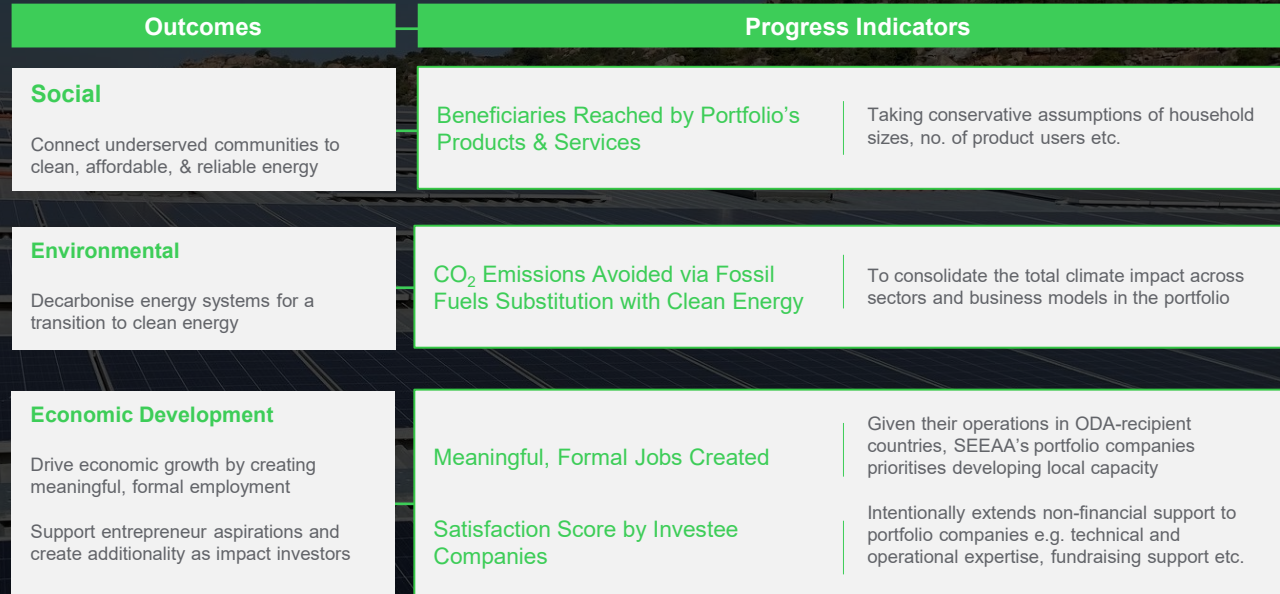 Outcomes
Progress Indicators
Social
Connect underserved communities to
clean, affordable, & reliable energy
Beneficiaries Reached by Portfolio’s
Products & Services
Taking conservative assumptions of household
sizes, no. of product users etc.
Environmental
Decarbonise energy systems for a
transition to clean energy
CO₂ Emissions Avoided via Fossil
Fuels Substitution with Clean Energy
To consolidate the total climate impact across
sectors and business models in the portfolio
Economic Development
Drive economic growth by creating
meaningful, formal employment
Support entrepreneur aspirations and
create additionality as impact investors
Meaningful, Formal Jobs Created
Given their operations in ODA-recipient
countries, SEEAA’s portfolio companies
prioritises developing local capacity
Satisfaction Score by Investee
Companies
Intentionally extends non-financial support to
portfolio companies e.g. technical and
operational expertise, fundraising support etc.